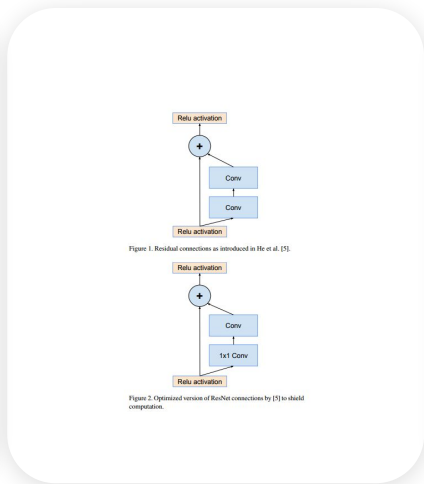 Relu activation
+
Conv
Conv
Relu activation
Figure 1. Residual connections as introduced in He et al. [5].
Relu activation
+
Conv
1x1 Conv
Relu activation
Figure 2. Optimized version of ResNet connections by [5] to shield
computation.